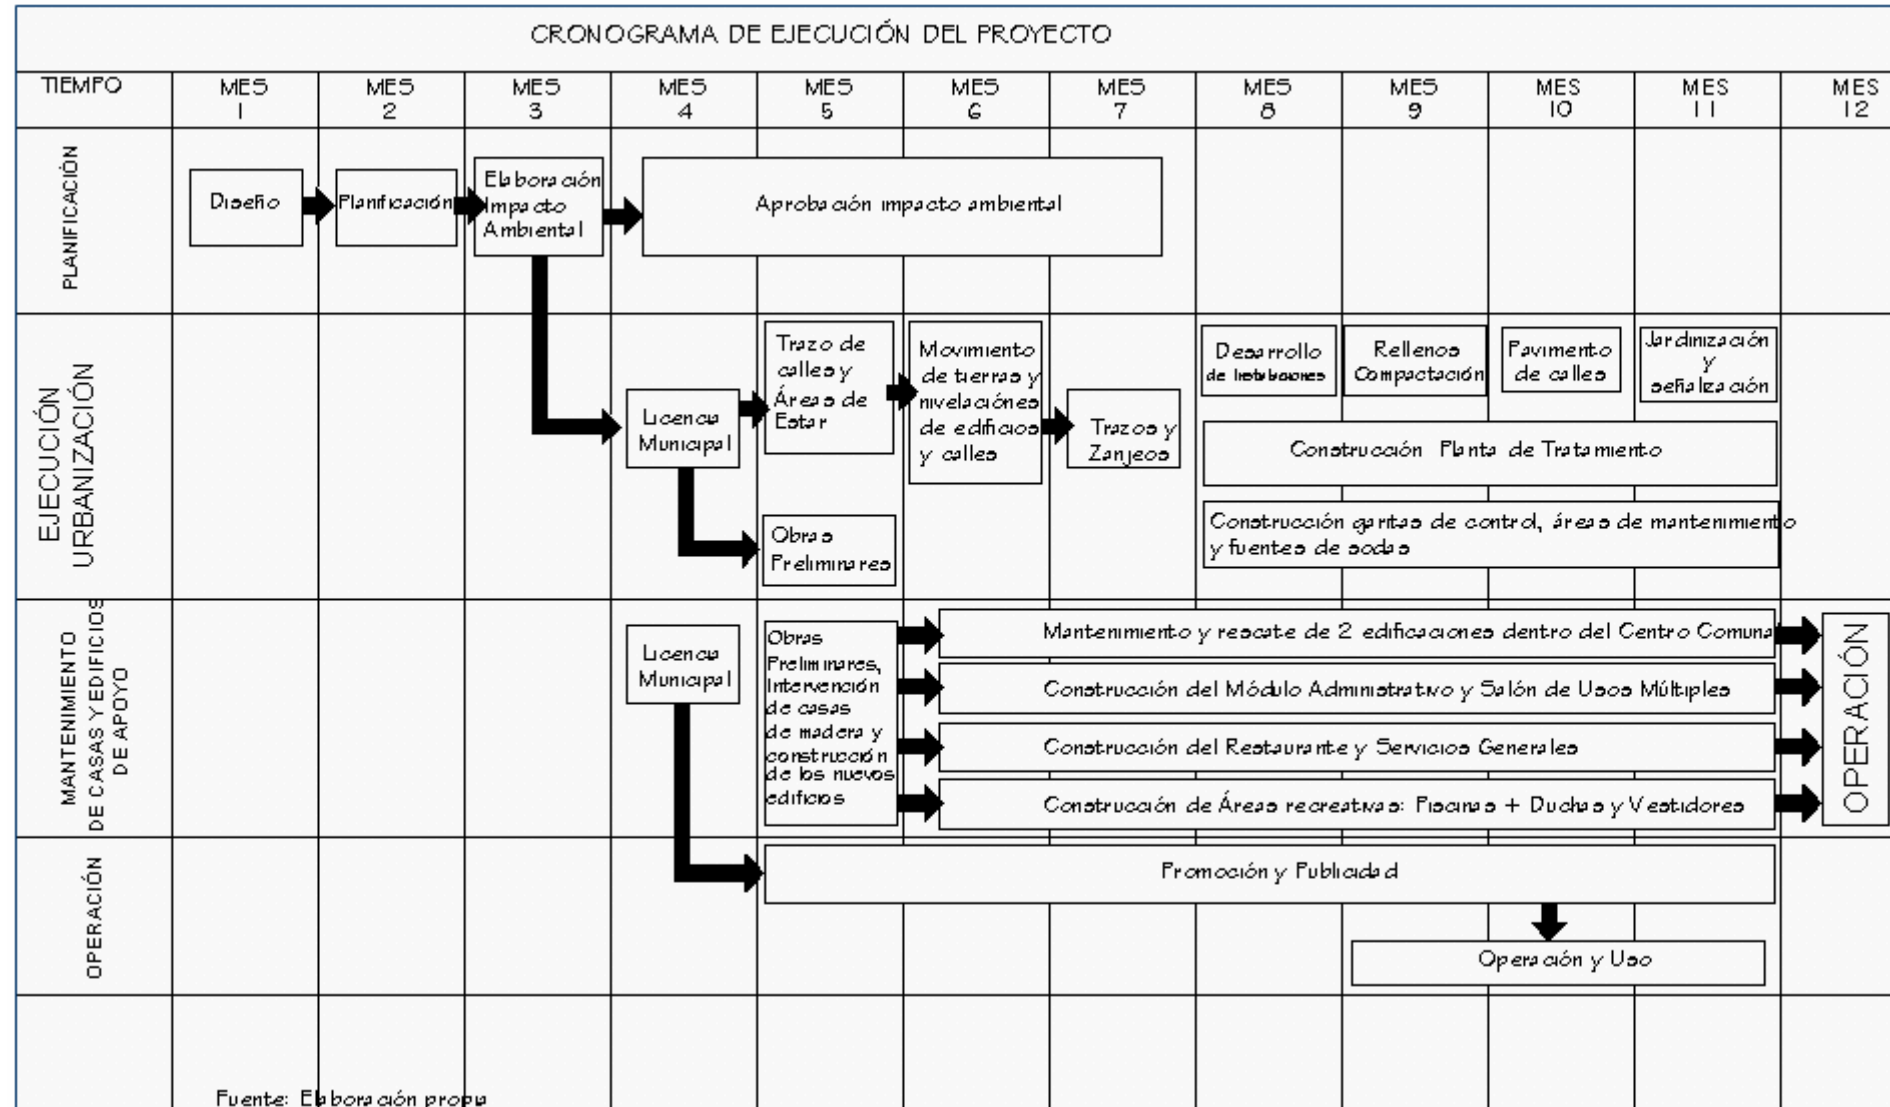 CRONOGRAMA DE EJECUCIÓN DEL PROYECTO
TIEMPO
MES
1
MES
2
MES
3
MES
4
MES
5
MES
6
MES
7
MES
8
MES
9
MES
10
MES
11
MES
12
PLANIFICACIÓN
Diseño
Planificación
Elaboración
Impacto
Ambiental
Aprobación impacto ambiental
EJECUCIÓN
URBANIZACIÓN
Licencia
Municipal
Trazo de
calles y
Áreas de
Estar
Obras
Preliminares
Movimiento
de tierras y
nivelaciónes
de edificios
y calles
Trazos y
Zanjeos
Desarrollo
de Instalaciones
Rellenos
Compactación
Pavimento
de calles
Jardinización
y
señalización
Construcción Planta de Tratamiento
Construcción garitas de control, áreas de mantenimiento
y fuentes de sodas
MANTENIMIENTO
DE CASAS Y EDIFICIOS
DE APOYO
Licencia
Municipal
Obras
Preliminares,
Intervención
de casas
de madera y
construcción
de los nuevos
edificios
Mantenimiento y rescate de 2 edificaciones dentro del Centro Comunal
Construcción del Módulo Administrativo y Salón de Usos Múltiples
Construcción del Restaurante y Servicios Generales
Construcción de Áreas recreativas: Piscinas + Duchas y Vestidores
OPERACIÓN
OPERACIÓN
Promoción y Publicidad
Operación y Uso
Fuente: Elaboración propia